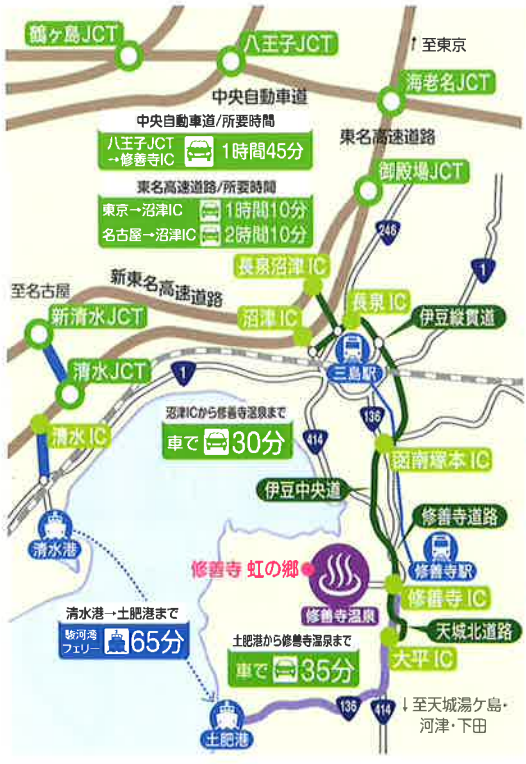 鶴ヶ島JCT
八王子JCT
↑至東京
中央自動車道
海老名JCT
中央自動車道/所要時間
八王子JCT
→修善寺IC
1時間45分
東名高速道路
御殿場JCT
東名高速道路/所要時間
東京→沼津IC 1時間10分
名古屋→沼津IC 2時間10分
246
1
長泉沼津IC
新東名高速道路
至名古屋
長泉IC
新清水JCT
沼津IC
伊豆縦貫道
清水JCT
1
三島駅
沼津ICから修善寺温泉まで
車で 30分
136
414
清水IC
函南塚本IC
伊豆中央道
修善寺道路
清水港
修善寺駅
修善寺 虹の郷
修善寺温泉
修善寺IC
清水港→土肥港まで
駿河湾
フェリー
65分
土肥港から修善寺温泉まで
車で 35分
天城北道路
大平IC
土肥港
136
414
↓至天城湯ケ島・
河津・下田